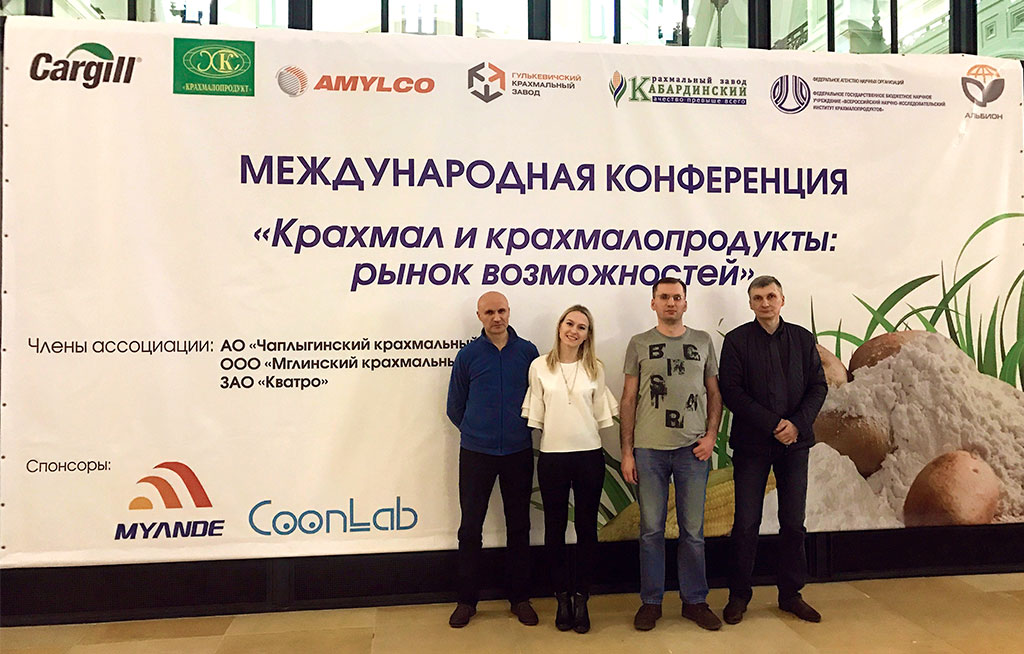 Cargill
«КРАХМАЛОПРОДУКТ»
AMYLCO
ГУЛЬКЕВИЧСКИЙ
КРАХМАЛЬНЫЙ
ЗАВОД
Крахмальный завод
КАБАРДИНСКИЙ
Качество превыше всего
ФЕДЕРАЛЬНОЕ АГЕНТСТВО НАУЧНЫХ ОРГАНИЗАЦИЙ
ФЕДЕРАЛЬНОЕ ГОСУДАРСТВЕННОЕ БЮДЖЕТНОЕ НАУЧНОЕ
УЧРЕЖДЕНИЕ «ВСЕРОССИЙСКИЙ НАУЧНО-ИССЛЕДОВАТЕЛЬСКИЙ
ИНСТИТУТ КРАХМАЛОПРОДУКТОВ»
АЛЬБИОН
МЕЖДУНАРОДНАЯ КОНФЕРЕНЦИЯ
«Крахмал и крахмалопродукты:
рынок возможностей»
Члены ассоциации: АО «Чаплыгинский крахмальный
ООО «Мглинский крахмальны
ЗАО «Кватро»
Спонсоры:
MYANDE
CoonLab